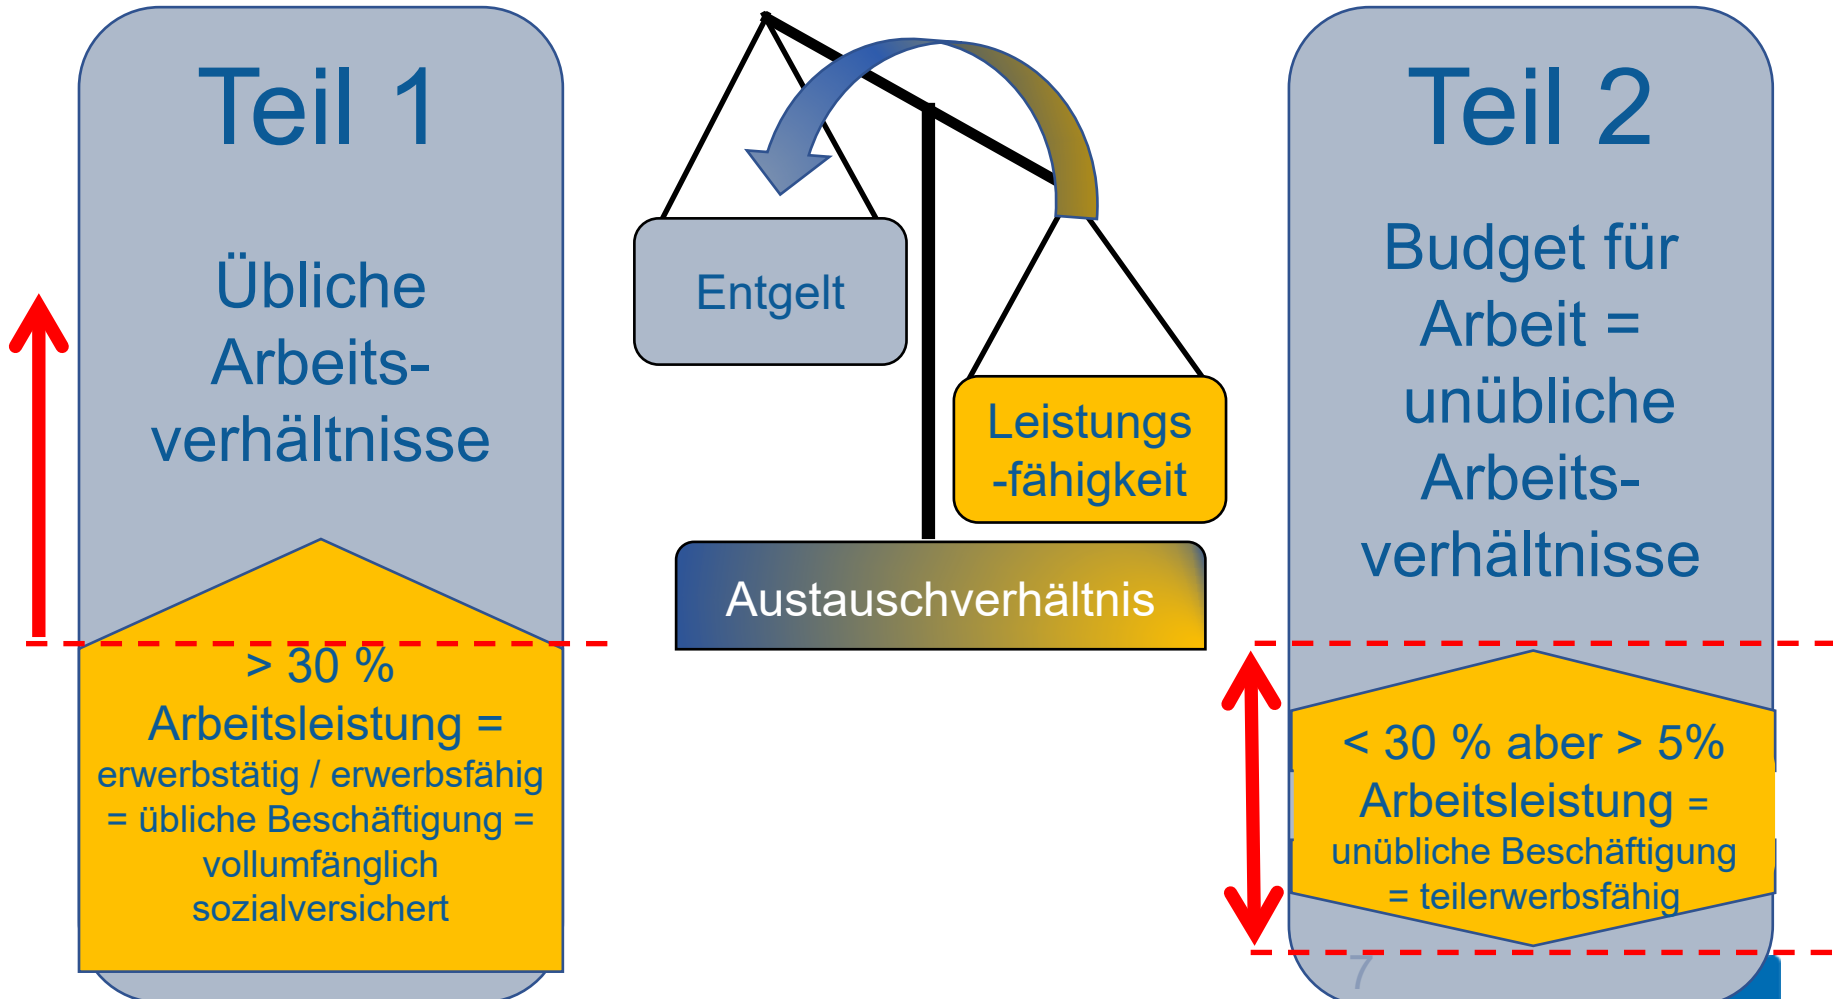 Teil 1
Übliche
Arbeits-
verhältnisse
> 30 %
Arbeitsleistung =
erwerbstätig / erwerbsfähig
= übliche Beschäftigung =
vollumfänglich
sozialversichert
Entgelt
Leistungs
-fähigkeit
Austauschverhältnis
Teil 2
Budget für
Arbeit =
unübliche
Arbeits-
verhältnisse
< 30 % aber > 5%
Arbeitsleistung =
unübliche Beschäftigung
= teilerwerbsfähig
7